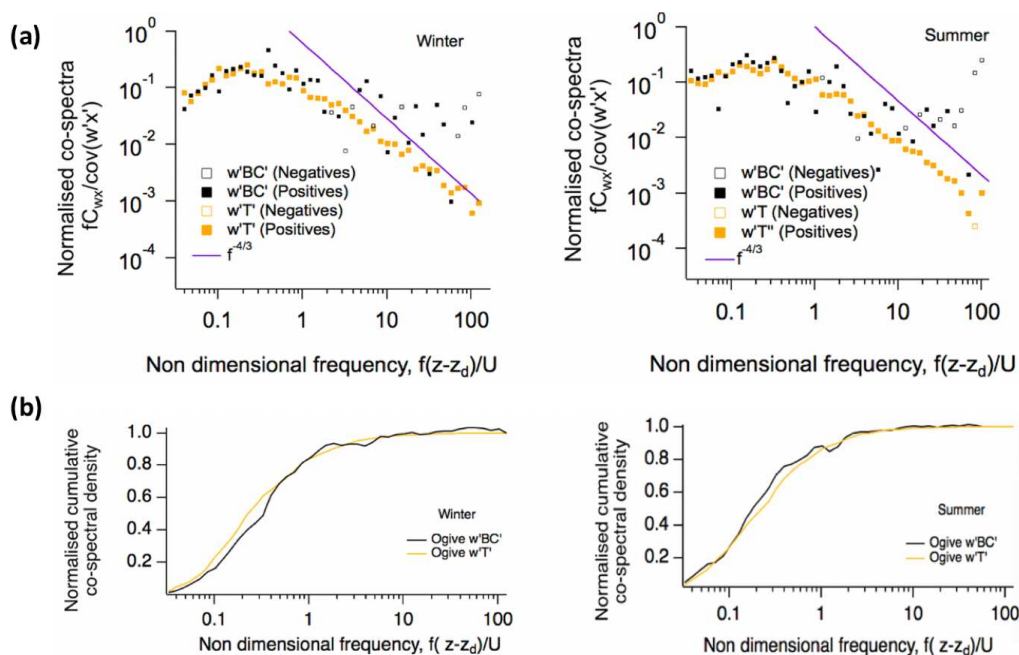 (a)
Normalised co-spectra
fC_wx/cov(w'x')
10^0
10^-1
10^-2
10^-3
10^-4
Winter
w'BC' (Negatives)
w'BC' (Positives)
w'T' (Negatives)
w'T' (Positives)
f^-4/3
0.1
1
10
100
Non dimensional frequency, f(z-z_d)/U
Normalised co-spectra
fC_wx/cov(w'x')
10^0
10^-1
10^-2
10^-3
10^-4
Summer
w'BC' (Negatives)
w'BC' (Positives)
w'T (Negatives)
w'T" (Positives)
f^-4/3
0.1
1
10
100
Non dimensional frequency, f(z-z_d)/U
(b)
Normalised cumulative
co-spectral density
1.0
0.8
0.6
0.4
0.2
Winter
Ogive w'BC'
Ogive w'T'
0.1
1
10
100
Non dimensional frequency, f( z-z_d)/U
Normalised cumulative
co-spectral density
1.0
0.8
0.6
0.4
0.2
Summer
Ogive w'BC'
Ogive w'T'
0.1
1
10
100
Non dimensional frequency, f( z-z_d)/U